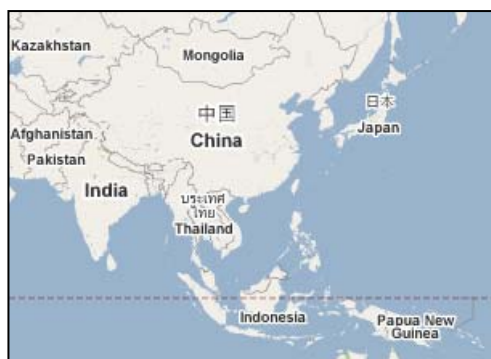 Kazakhstan
Mongolia
中国
China
日本
Japan
Afghanistan
Pakistan
India
ประเทศ
ไทย
Thailand
Indonesia
Papua New
Guinea